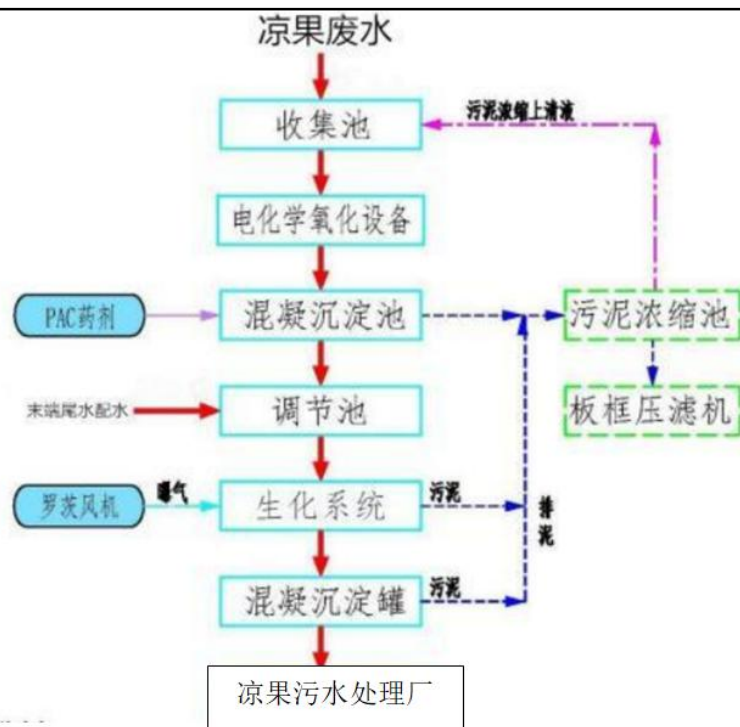 凉果废水
收集池
污泥浓缩上清液
电化学氧化设备
PAC药剂
混凝沉淀池
污泥浓缩池
末端尾水配水
调节池
板框压滤机
罗茨风机
曝气
生化系统
污泥
排泥
混凝沉淀罐
污泥
凉果污水处理厂